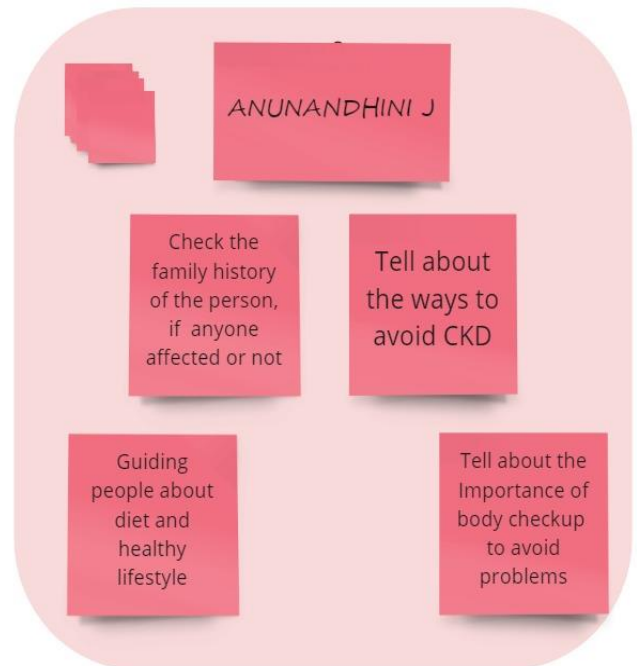 ANUNANDHINI J
Check the
family history
of the person,
if anyone
affected or not
Tell about
the ways to
avoid CKD
Guiding
people about
diet and
healthy
lifestyle
Tell about the
Importance of
body checkup
to avoid
problems